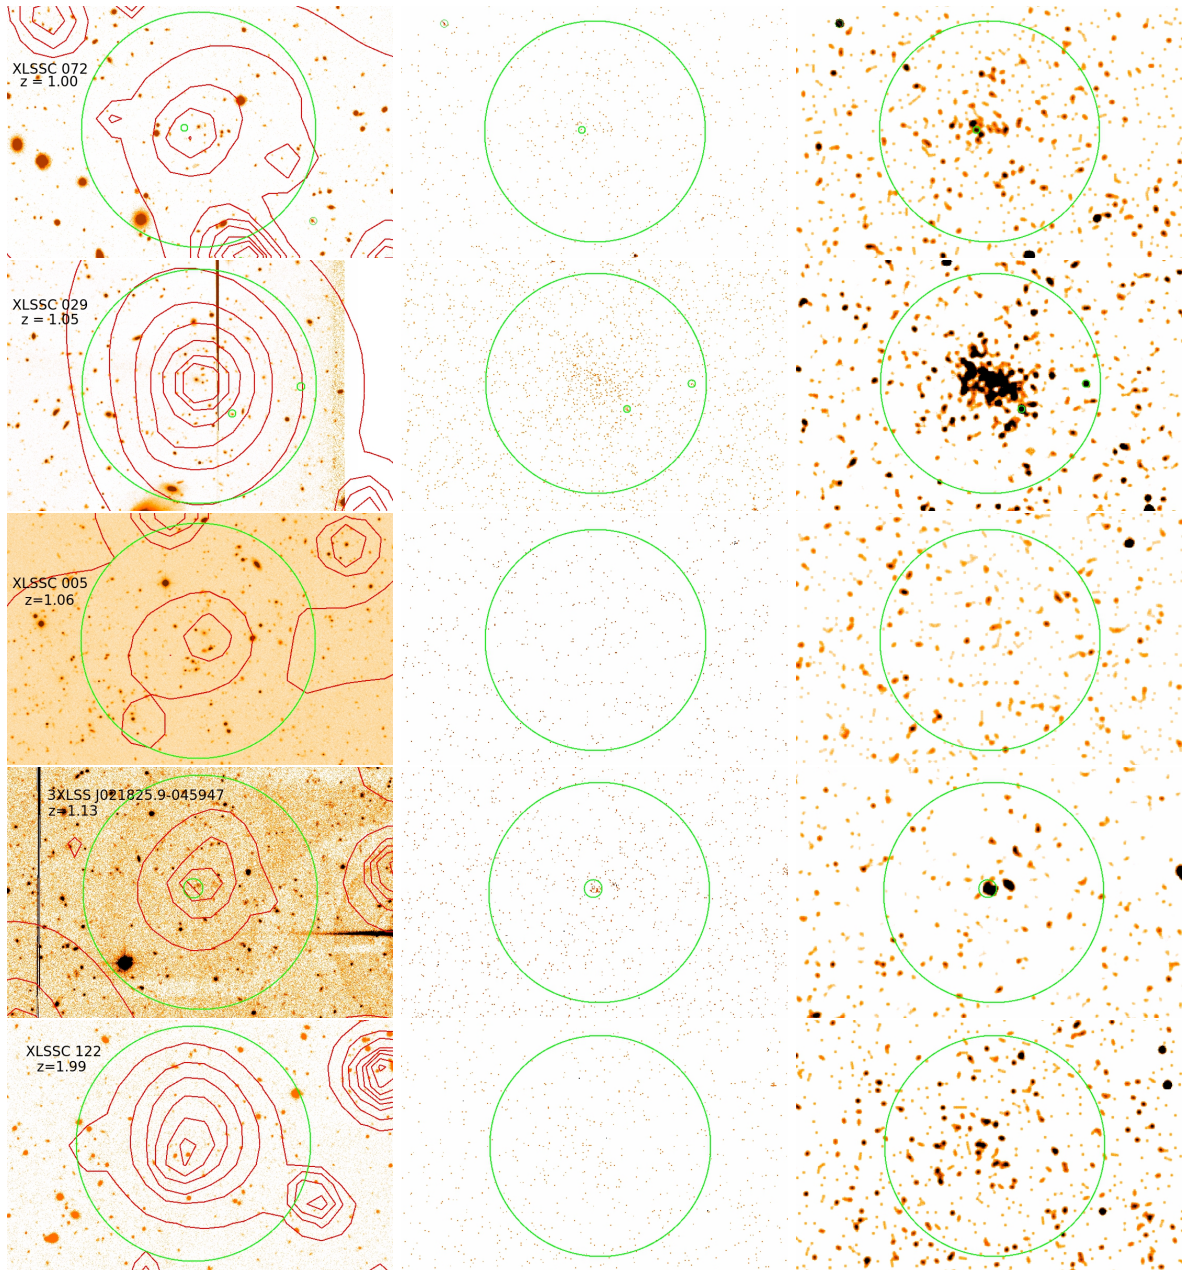 XLSSC 072
z = 1.00
XLSSC 029
z = 1.05
XLSSC 005
z=1.06
3XLSS J021825.9-045947
z=1.13
XLSSC 122
z=1.99